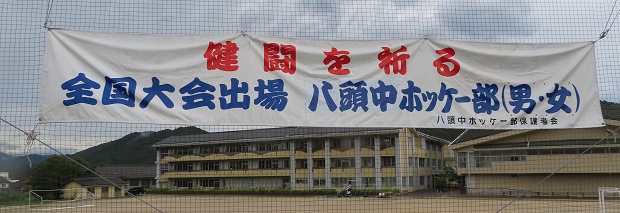 健闘を祈る
全国大会出場 八頭中ホッケー部(男・女)
八頭中ホッケー部保護者会